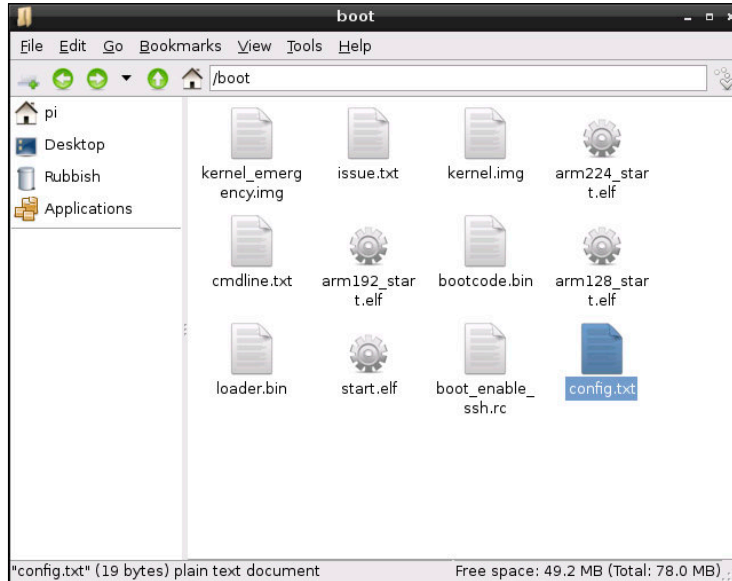 boot
File Edit Go Bookmarks View Tools Help
/boot
pi
Desktop
Rubbish
Applications
kernel_emerg
ency.img
issue.txt
kernel.img
arm224_star
t.elf
cmdline.txt
arm192_star
t.elf
bootcode.bin
arm128_star
t.elf
loader.bin
start.elf
boot_enable_
ssh.rc
config.txt
"config.txt" (19 bytes) plain text document
Free space: 49.2 MB (Total: 78.0 MB)